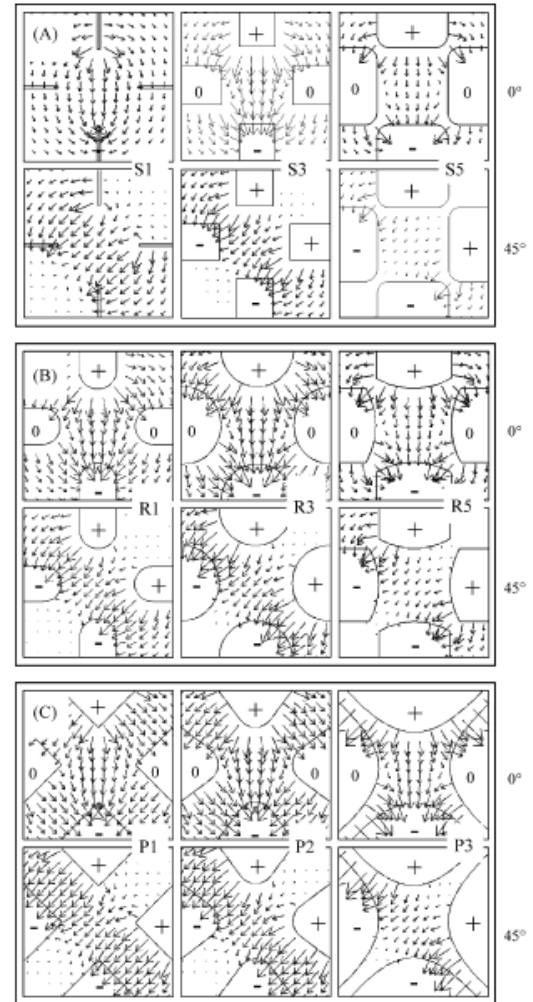 (A) + +
0 0 0 0 0°
- -
S1 S3 S5
+ +
- + - + 45°
- -
(B) + + +
0 0 0 0 0 0 0°
- - -
R1 R3 R5
+ + +
- + - + - + 45°
- - -
(C) + + +
0 0 0 0 0 0 0°
- - -
P1 P2 P3
+ + +
- + - + - + 45°
- - -